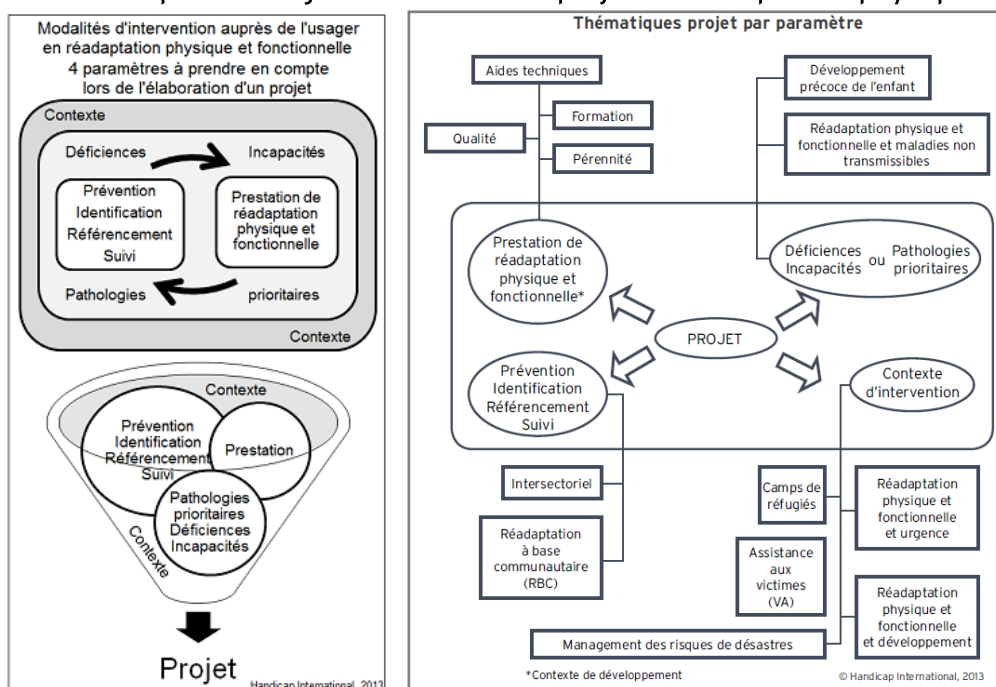 Modalités d'intervention auprès de l'usager
en réadaptation physique et fonctionnelle
4 paramètres à prendre en compte
lors de l'élaboration d'un projet
Contexte
Déficiences
Incapacités
Prévention
Identification
Référencement
Suivi
Prestation de
réadaptation
physique et
fonctionnelle
Pathologies
prioritaires
Contexte
Contexte
Prévention
Identification
Référencement
Suivi
Prestation
Pathologies
prioritaires
Déficiences
Incapacités
Contexte
Projet
Handicap International, 2013
Thématiques projet par paramètre
Aides techniques
Formation
Qualité
Pérennité
Développement
précoce de l'enfant
Réadaptation physique et
fonctionnelle et maladies non
transmissibles
Prestation de
réadaptation
physique et
fonctionnelle*
Déficiences ou Pathologies
Incapacités prioritaires
PROJET
Prévention
Identification
Référencement
Suivi
Contexte
d'intervention
Intersectoriel
Réadaptation
à base
communautaire
(RBC)
Camps de
réfugiés
Réadaptation
physique et
fonctionnelle
et urgence
Assistance
aux
victimes
(VA)
Réadaptation
physique et
fonctionnelle
et développement
Management des risques de désastres
*Contexte de développement
© Handicap International, 2013